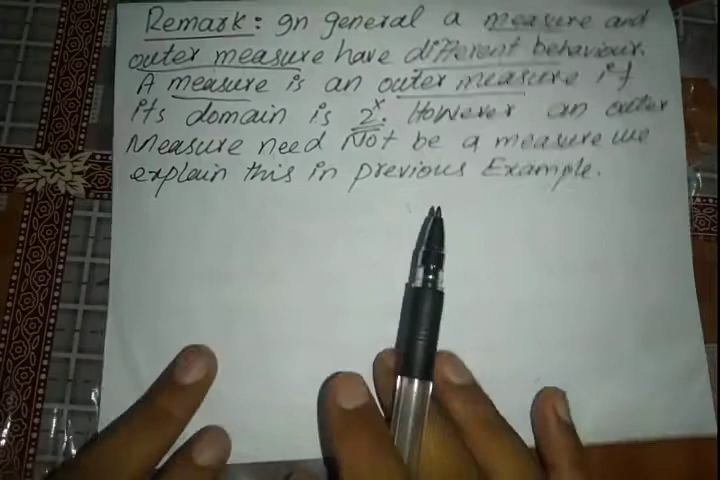 Remark: In general a measure and
outer measure have different behaviour.
A measure is an outer measure if
its domain is 2^x. However an outer
Measure need Not be a measure we
explain this in previous Example.